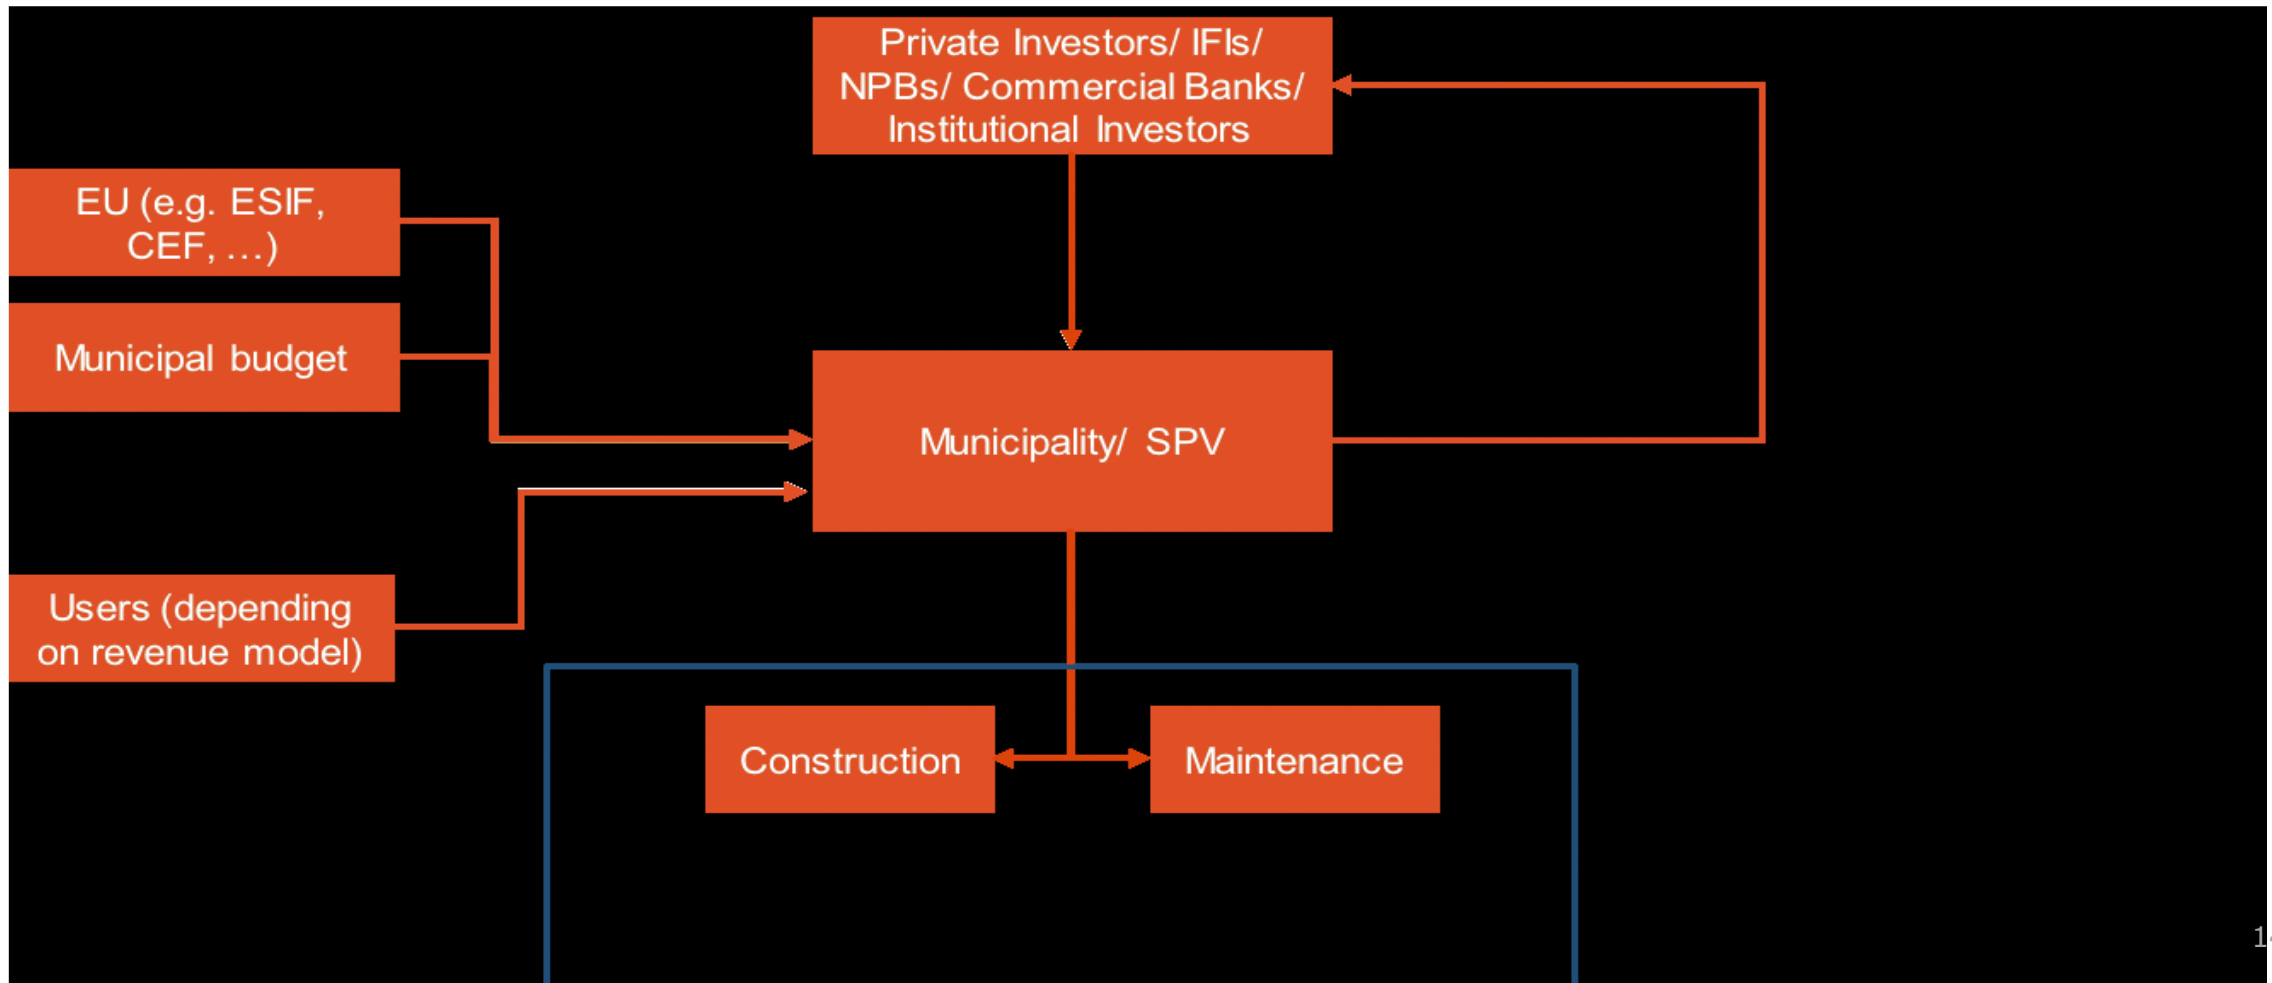 Private Investors/ IFIs/
NPBs/ Commercial Banks/
Institutional Investors
EU (e.g. ESIF,
CEF, …)
Municipal budget
Municipality/ SPV
Users (depending
on revenue model)
Construction
Maintenance